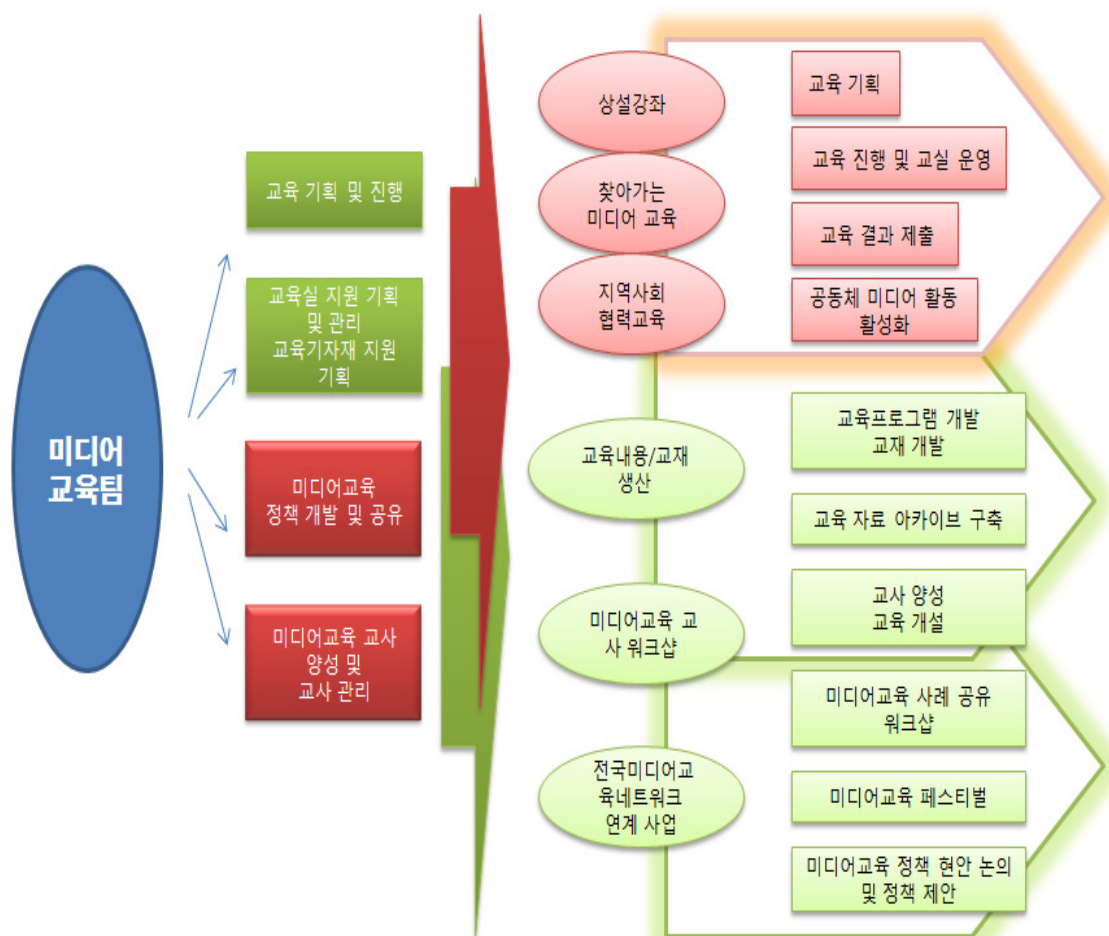 미디어
교육팀
교육 기획 및 진행
교육실 지원 기획
및 관리
교육기자재 지원
기획
미디어교육
정책 개발 및 공유
미디어교육 교사
양성 및
교사 관리
상설강좌
찾아가는
미디어 교육
지역사회
협력교육
교육 기획
교육 진행 및 교실 운영
교육 결과 제출
공동체 미디어 활동
활성화
교육내용/교재
생산
미디어교육 교
사 워크샵
교육프로그램 개발
교재 개발
교육 자료 아카이브 구축
교사 양성
교육 개설
전국미디어교
육네트워크
연계 사업
미디어교육 사례 공유
워크샵
미디어교육 페스티벌
미디어교육 정책 현안 논의
및 정책 제안